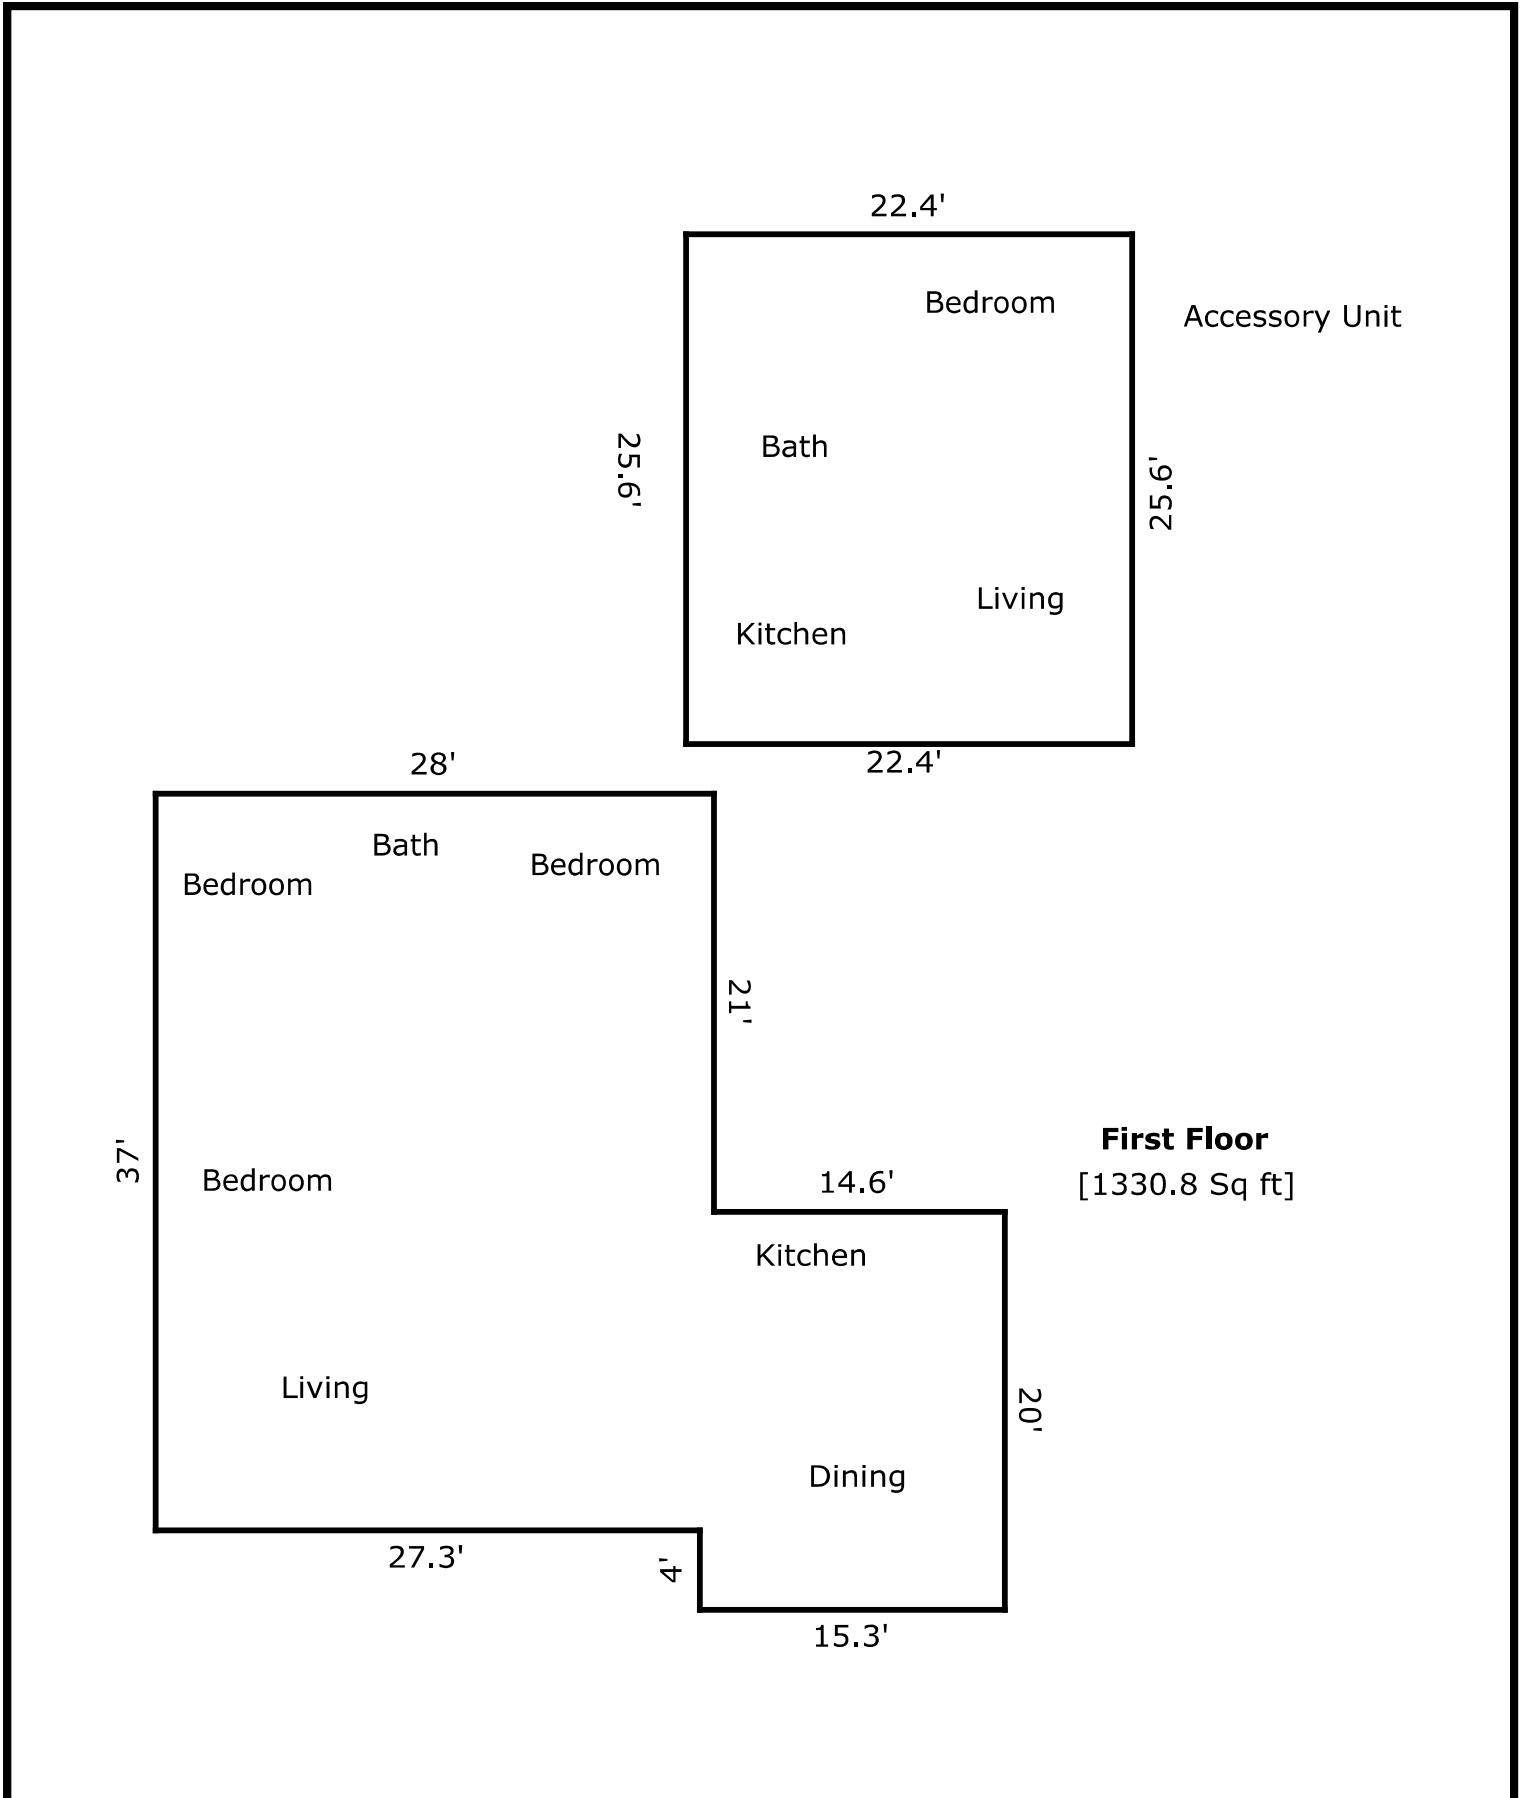 22.4'
Bedroom
Accessory Unit
25.6'
Bath
25.6'
Living
Kitchen
22.4'
28'
Bath
Bedroom
Bedroom
21'
37'
First Floor
[1330.8 Sq ft]
Bedroom
14.6'
Kitchen
Living
20'
Dining
27.3'
4'
15.3'